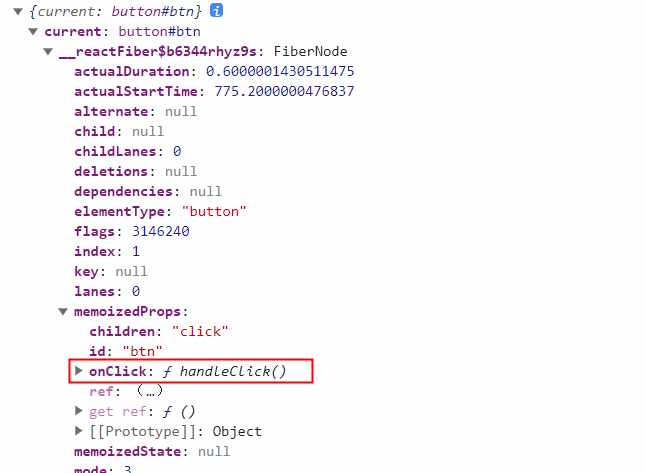 {current: button#btn} i
current: button#btn
__reactFiber$b6344rhyz9s: FiberNode
actualDuration: 0.6000001430511475
actualStartTime: 775.2000000476837
alternate: null
child: null
childLanes: 0
deletions: null
dependencies: null
elementType: "button"
flags: 3146240
index: 1
key: null
lanes: 0
memoizedProps:
children: "click"
id: "btn"
onClick: ƒ handleClick()
ref: (…)
get ref: ƒ ()
[[Prototype]]: Object
memoizedState: null
mode: 3